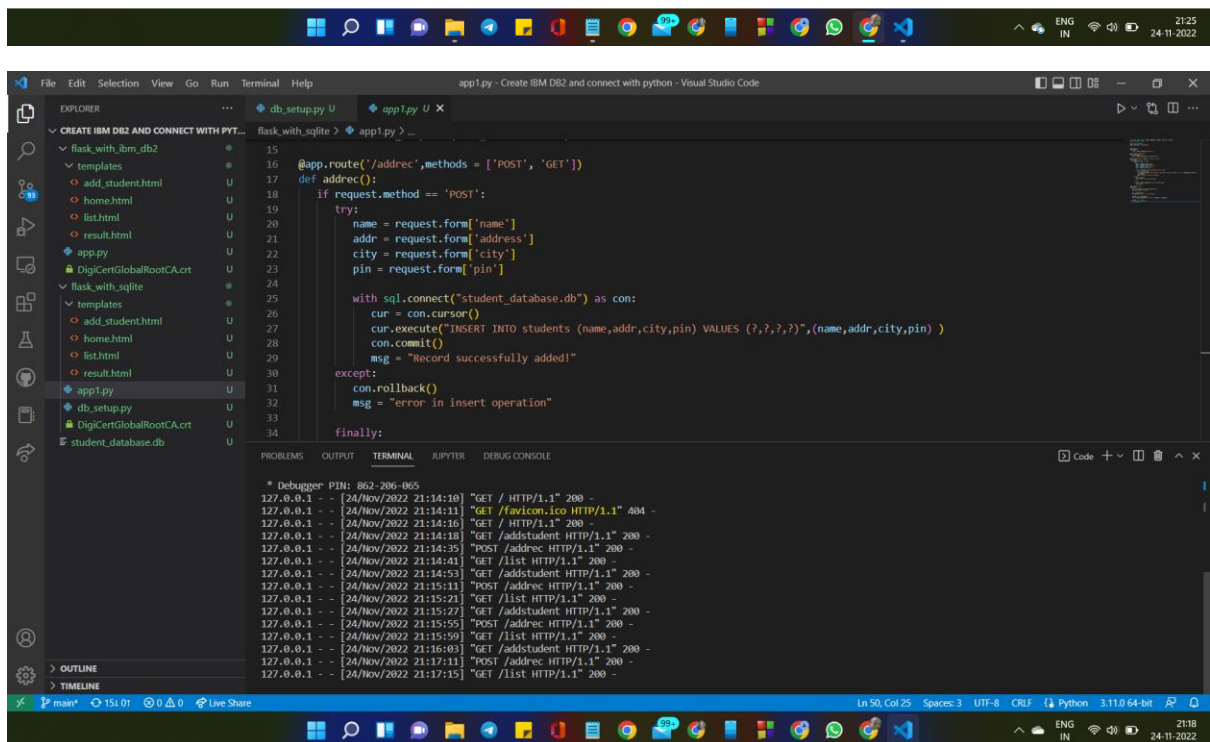 99+
ENG
IN
21:25
24-11-2022
File Edit Selection View Go Run Terminal Help
app1.py - Create IBM DB2 and connect with python - Visual Studio Code
EXPLORER
CREATE IBM DB2 AND CONNECT WITH PYT...
flask_with_ibm_db2
templates
add_student.html U
home.html U
list.html U
result.html U
app.py U
DigiCertGlobalRootCA.crt U
flask_with_sqlite
templates
add_student.html U
home.html U
list.html U
result.html U
app1.py U
db_setup.py U
DigiCertGlobalRootCA.crt U
student_database.db U
OUTLINE
TIMELINE
93
db_setup.py U app1.py U
flask_with_sqlite > app1.py > ...
15
16 @app.route('/addrec',methods = ['POST', 'GET'])
17 def addrec():
18 if request.method == 'POST':
19 try:
20 name = request.form['name']
21 addr = request.form['address']
22 city = request.form['city']
23 pin = request.form['pin']
24
25 with sql.connect("student_database.db") as con:
26 cur = con.cursor()
27 cur.execute("INSERT INTO students (name,addr,city,pin) VALUES (?,?,?,?)",(name,addr,city,pin) )
28 con.commit()
29 msg = "Record successfully added!"
30 except:
31 con.rollback()
32 msg = "error in insert operation"
33
34 finally:
PROBLEMS OUTPUT TERMINAL JUPYTER DEBUG CONSOLE
Code
* Debugger PIN: 862-206-065
127.0.0.1 - - [24/Nov/2022 21:14:10] "GET / HTTP/1.1" 200 -
127.0.0.1 - - [24/Nov/2022 21:14:11] "GET /favicon.ico HTTP/1.1" 404 -
127.0.0.1 - - [24/Nov/2022 21:14:16] "GET / HTTP/1.1" 200 -
127.0.0.1 - - [24/Nov/2022 21:14:18] "GET /addstudent HTTP/1.1" 200 -
127.0.0.1 - - [24/Nov/2022 21:14:35] "POST /addrec HTTP/1.1" 200 -
127.0.0.1 - - [24/Nov/2022 21:14:41] "GET /list HTTP/1.1" 200 -
127.0.0.1 - - [24/Nov/2022 21:14:53] "GET /addstudent HTTP/1.1" 200 -
127.0.0.1 - - [24/Nov/2022 21:15:11] "POST /addrec HTTP/1.1" 200 -
127.0.0.1 - - [24/Nov/2022 21:15:21] "GET /list HTTP/1.1" 200 -
127.0.0.1 - - [24/Nov/2022 21:15:27] "GET /addstudent HTTP/1.1" 200 -
127.0.0.1 - - [24/Nov/2022 21:15:55] "POST /addrec HTTP/1.1" 200 -
127.0.0.1 - - [24/Nov/2022 21:15:59] "GET /list HTTP/1.1" 200 -
127.0.0.1 - - [24/Nov/2022 21:16:03] "GET /addstudent HTTP/1.1" 200 -
127.0.0.1 - - [24/Nov/2022 21:17:11] "POST /addrec HTTP/1.1" 200 -
127.0.0.1 - - [24/Nov/2022 21:17:15] "GET /list HTTP/1.1" 200 -
main* 15↓ 0↑ 0 0 Live Share
Ln 50, Col 25 Spaces: 3 UTF-8 CRLF Python 3.11.0 64-bit
99+
ENG
IN
21:18
24-11-2022